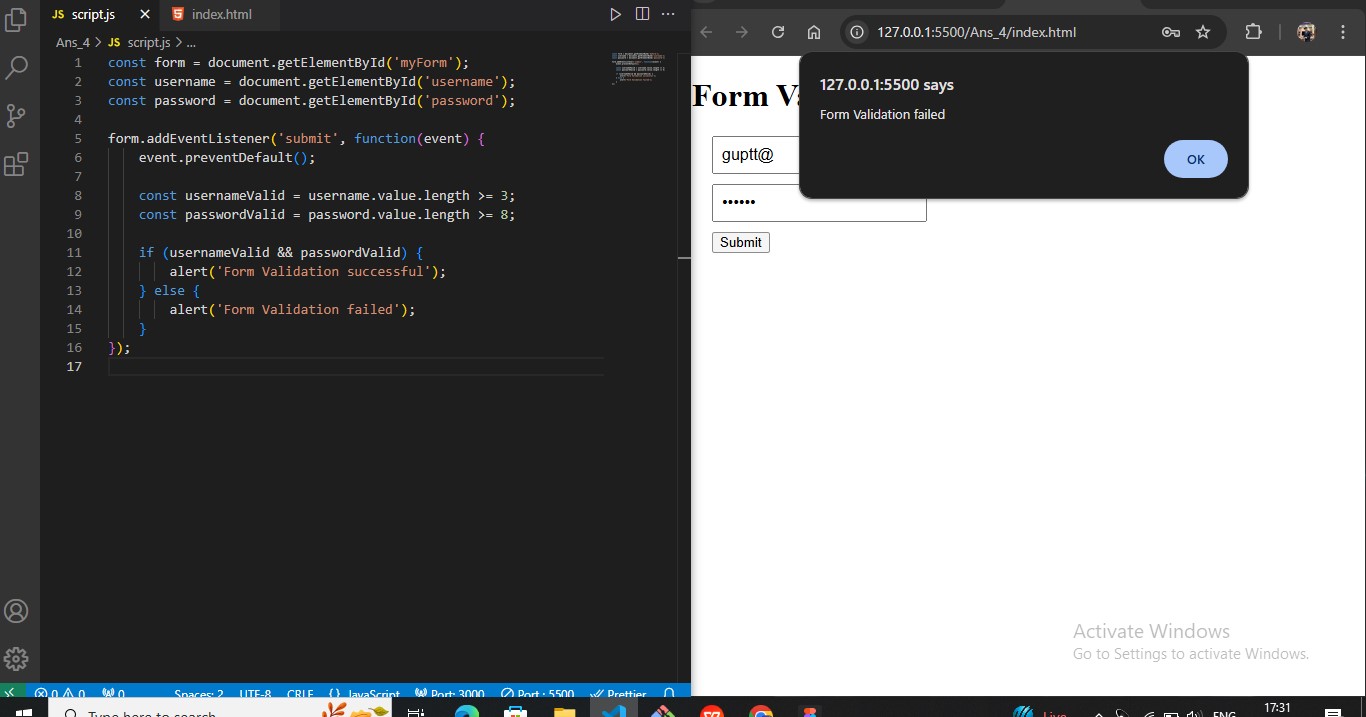 JS script.js × index.html
Ans_4 > JS script.js > ...
1 const form = document.getElementById('myForm');
2 const username = document.getElementById('username');
3 const password = document.getElementById('password');
4
5 form.addEventListener('submit', function(event) {
6 event.preventDefault();
7
8 const usernameValid = username.value.length >= 3;
9 const passwordValid = password.value.length >= 8;
10
11 if (usernameValid && passwordValid) {
12 alert('Form Validation successful');
13 } else {
14 alert('Form Validation failed');
15 }
16 });
17
0 0 0 Spaces: 2 UTF-8 CRLF {} JavaScript Port: 3000 Port : 5500 Prettier
127.0.0.1:5500/Ans_4/index.html
127.0.0.1:5500 says
Form Validation failed
OK
Form Va
guptt@
••••••
Submit
Activate Windows
Go to Settings to activate Windows.
Type here to search
Live
ENG
17:31